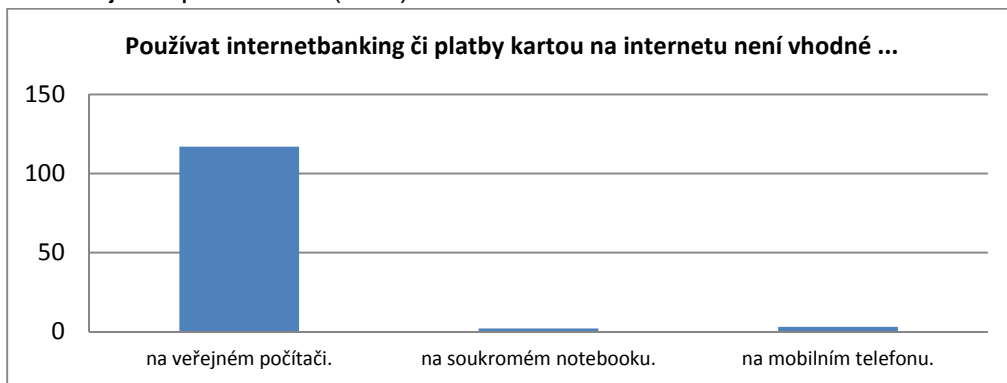 Používat internetbanking či platby kartou na internetu není vhodné ...
150
100
50
0
na veřejném počítači.
na soukromém notebooku.
na mobilním telefonu.